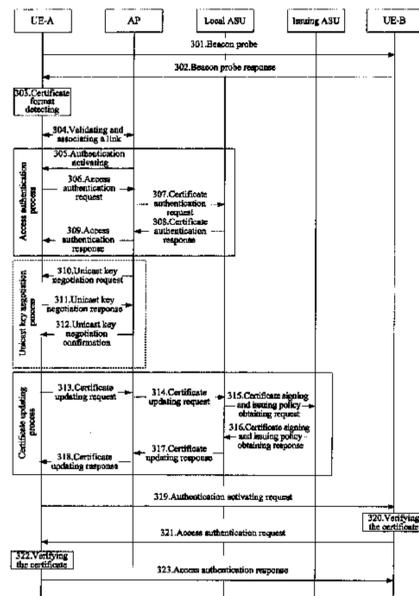 UE-A
AP
Local ASU
Issuing ASU
UE-B
301.Beacon probe
302.Beacon probe response
303.Certificate
format
detecting
304.Validating and
associating a link
Access authentication
process
305.Authentication
activating
306.Access
authentication
request
307.Certificate
authentication
request
308.Certificate
authentication
response
309.Access
authentication
response
Unicast key negotiation
process
310.Unicast key
negotiation request
311.Unicast key
negotiation response
312.Unicast key
negotiation
confirmation
Certificate updating
process
313.Certificate
updating request
314.Certificate
updating request
315.Certificate signing
and issuing policy
obtaining request
316.Certificate signing
and issuing policy
obtaining response
317.Certificate
updating response
318.Certificate
updating response
319.Authentication activating request
320.Verifying
the certificate
321.Access authentication request
322.Verifying
the certificate
323.Access authentication response